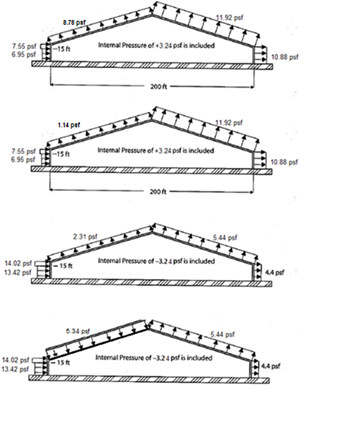 8.78 psf
11.92 psf
7.55 psf
6.95 psf
15 ft
Internal Pressure of +3.24 psf is included
10.88 psf
200 ft
1.14 psf
11.92 psf
7.55 psf
6.95 psf
15 ft
Internal Pressure of +3.24 psf is included
10.88 psf
200 ft
2.31 psf
5.44 psf
14.02 psf
13.42 psf
15 ft
Internal Pressure of -3.24 psf is included
4.4 psf
5.34 psf
5.44 psf
14.02 psf
13.42 psf
15 ft
Internal Pressure of -3.24 psf is included
4.4 psf